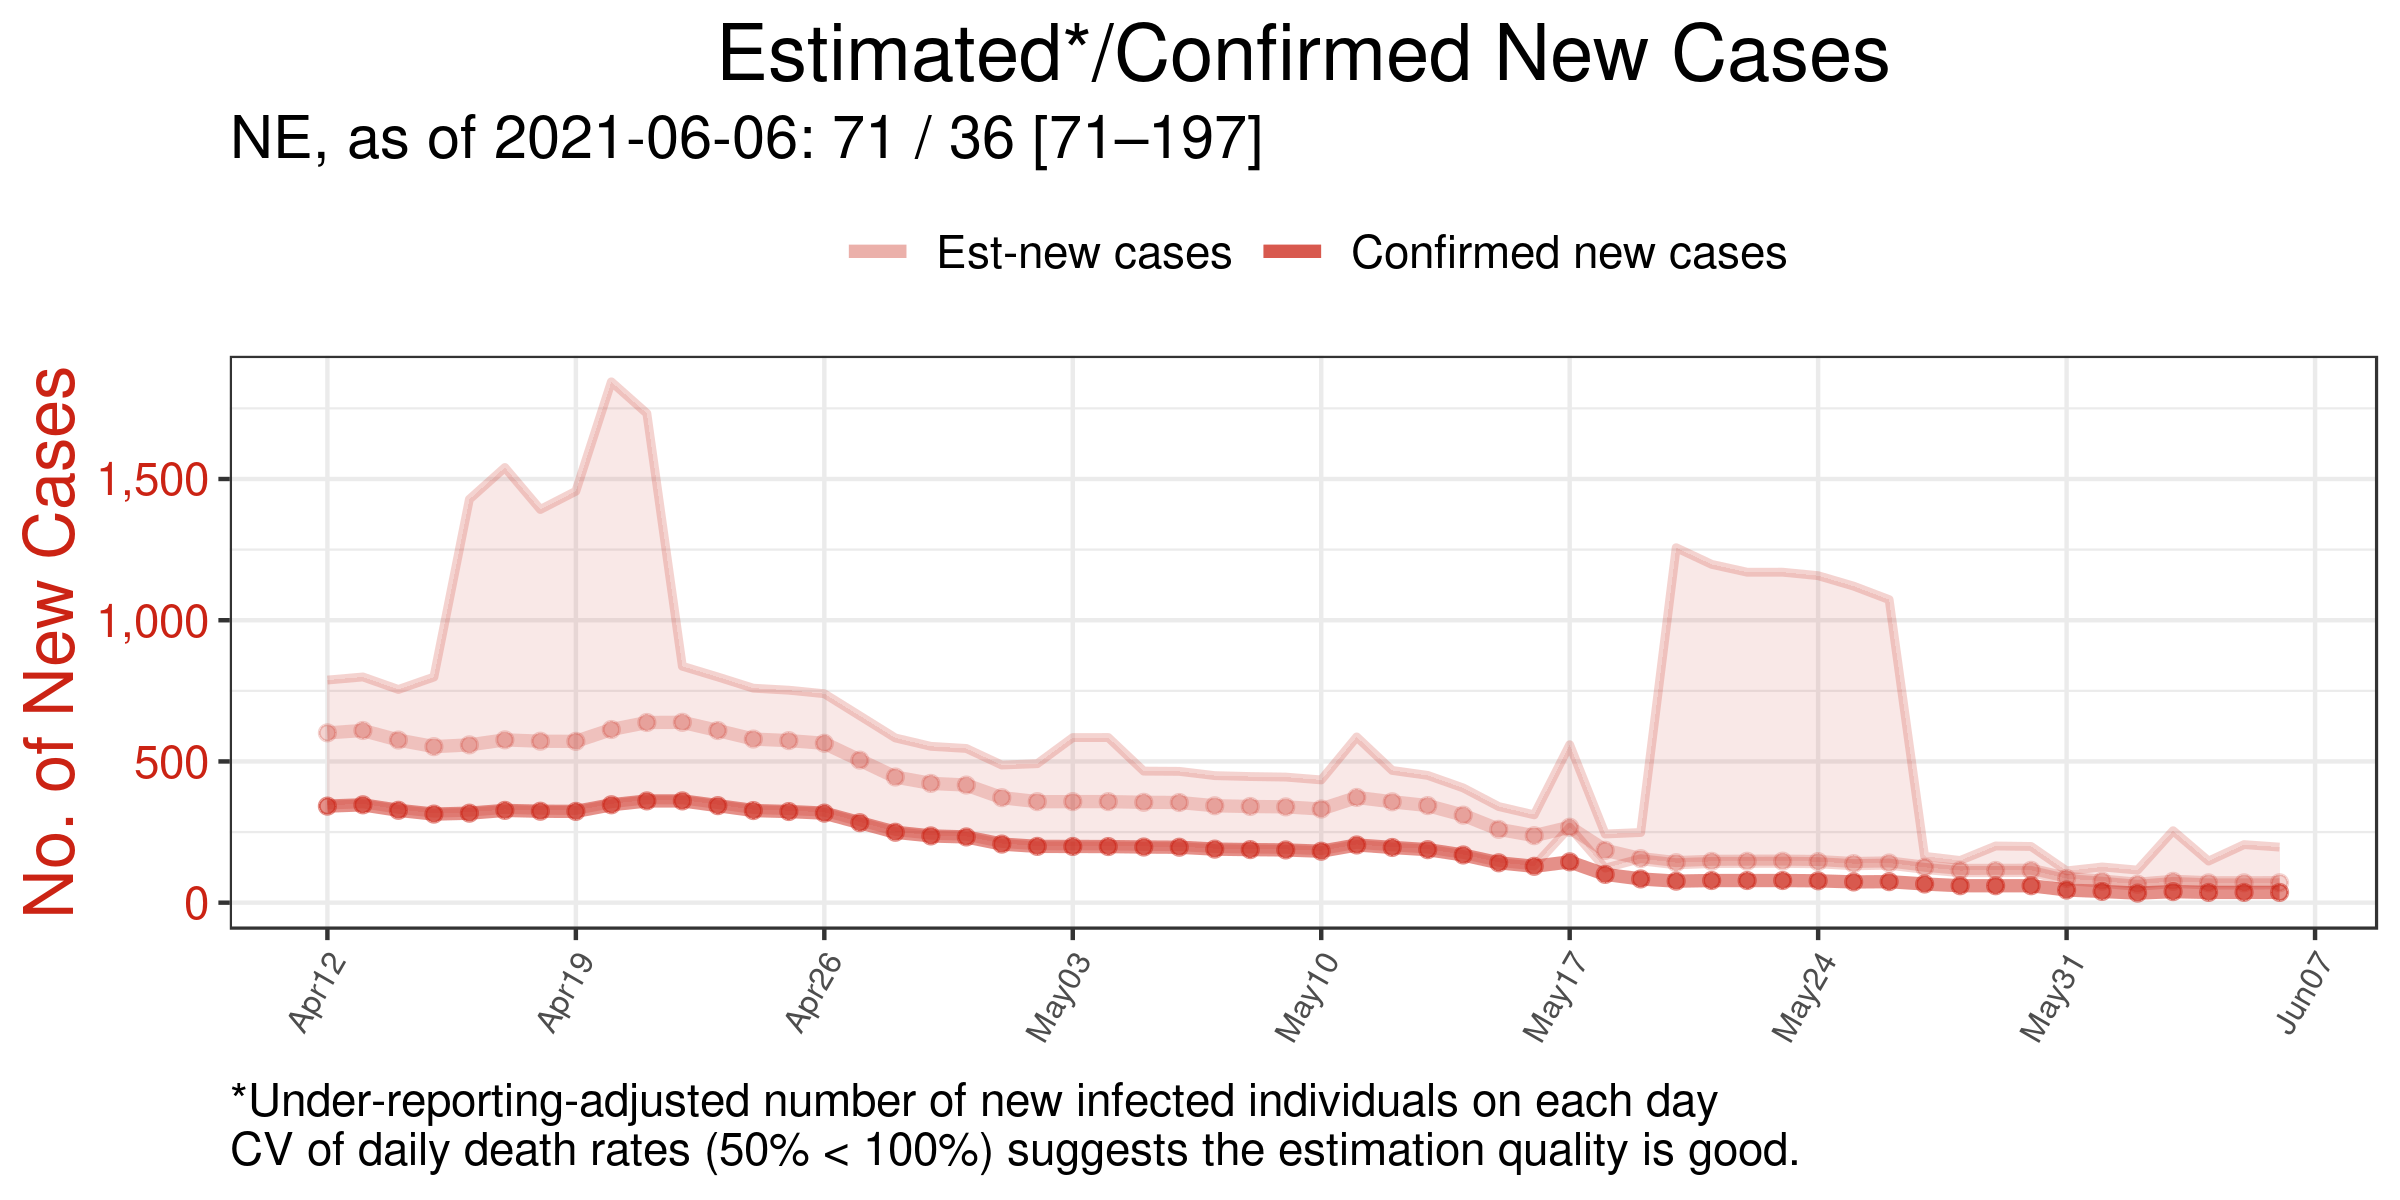 Estimated*/Confirmed New Cases
NE, as of 2021-06-06: 71 / 36 [71–197]
Est-new cases
Confirmed new cases
No. of New Cases
1,500
1,000
500
0
Apr12
Apr19
Apr26
May03
May10
May17
May24
May31
Jun07
*Under-reporting-adjusted number of new infected individuals on each day
CV of daily death rates (50% < 100%) suggests the estimation quality is good.